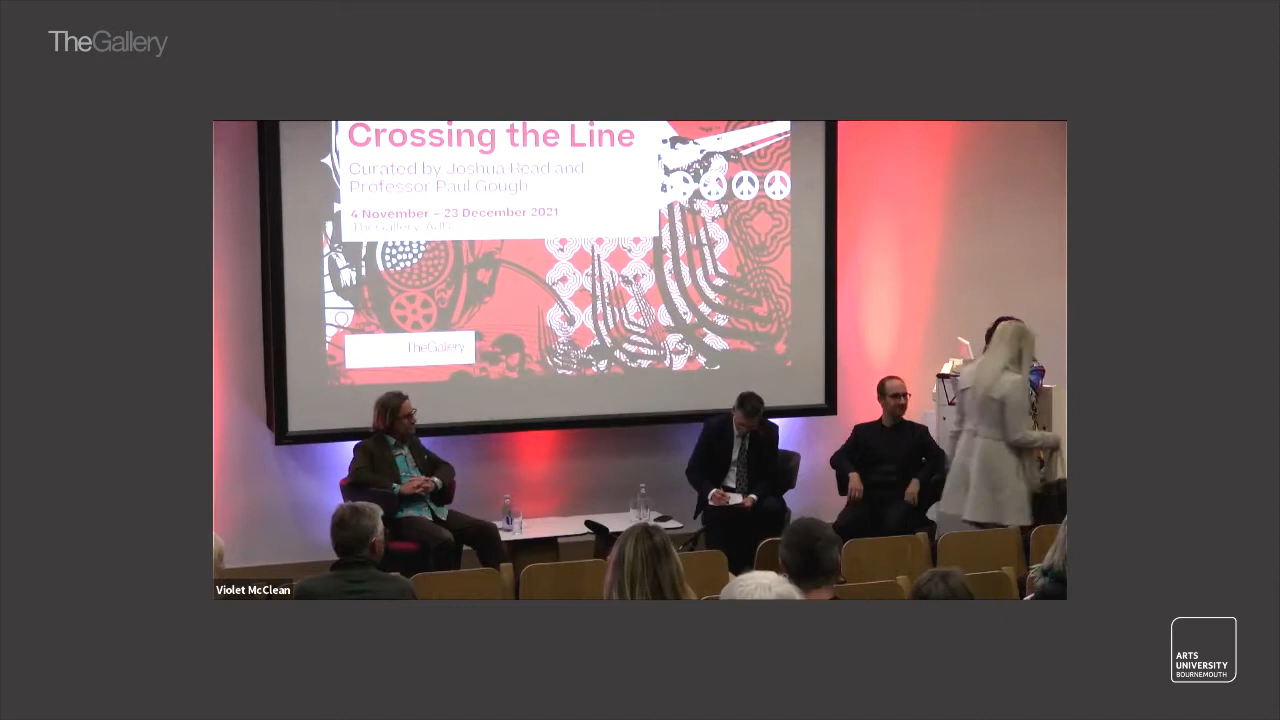 TheGallery
Crossing the Line
Curated by Joshua Read and
Professor Paul Gough
4 November – 23 December 2021
TheGallery, AUB
TheGallery
Violet McClean
ARTS
UNIVERSITY
BOURNEMOUTH